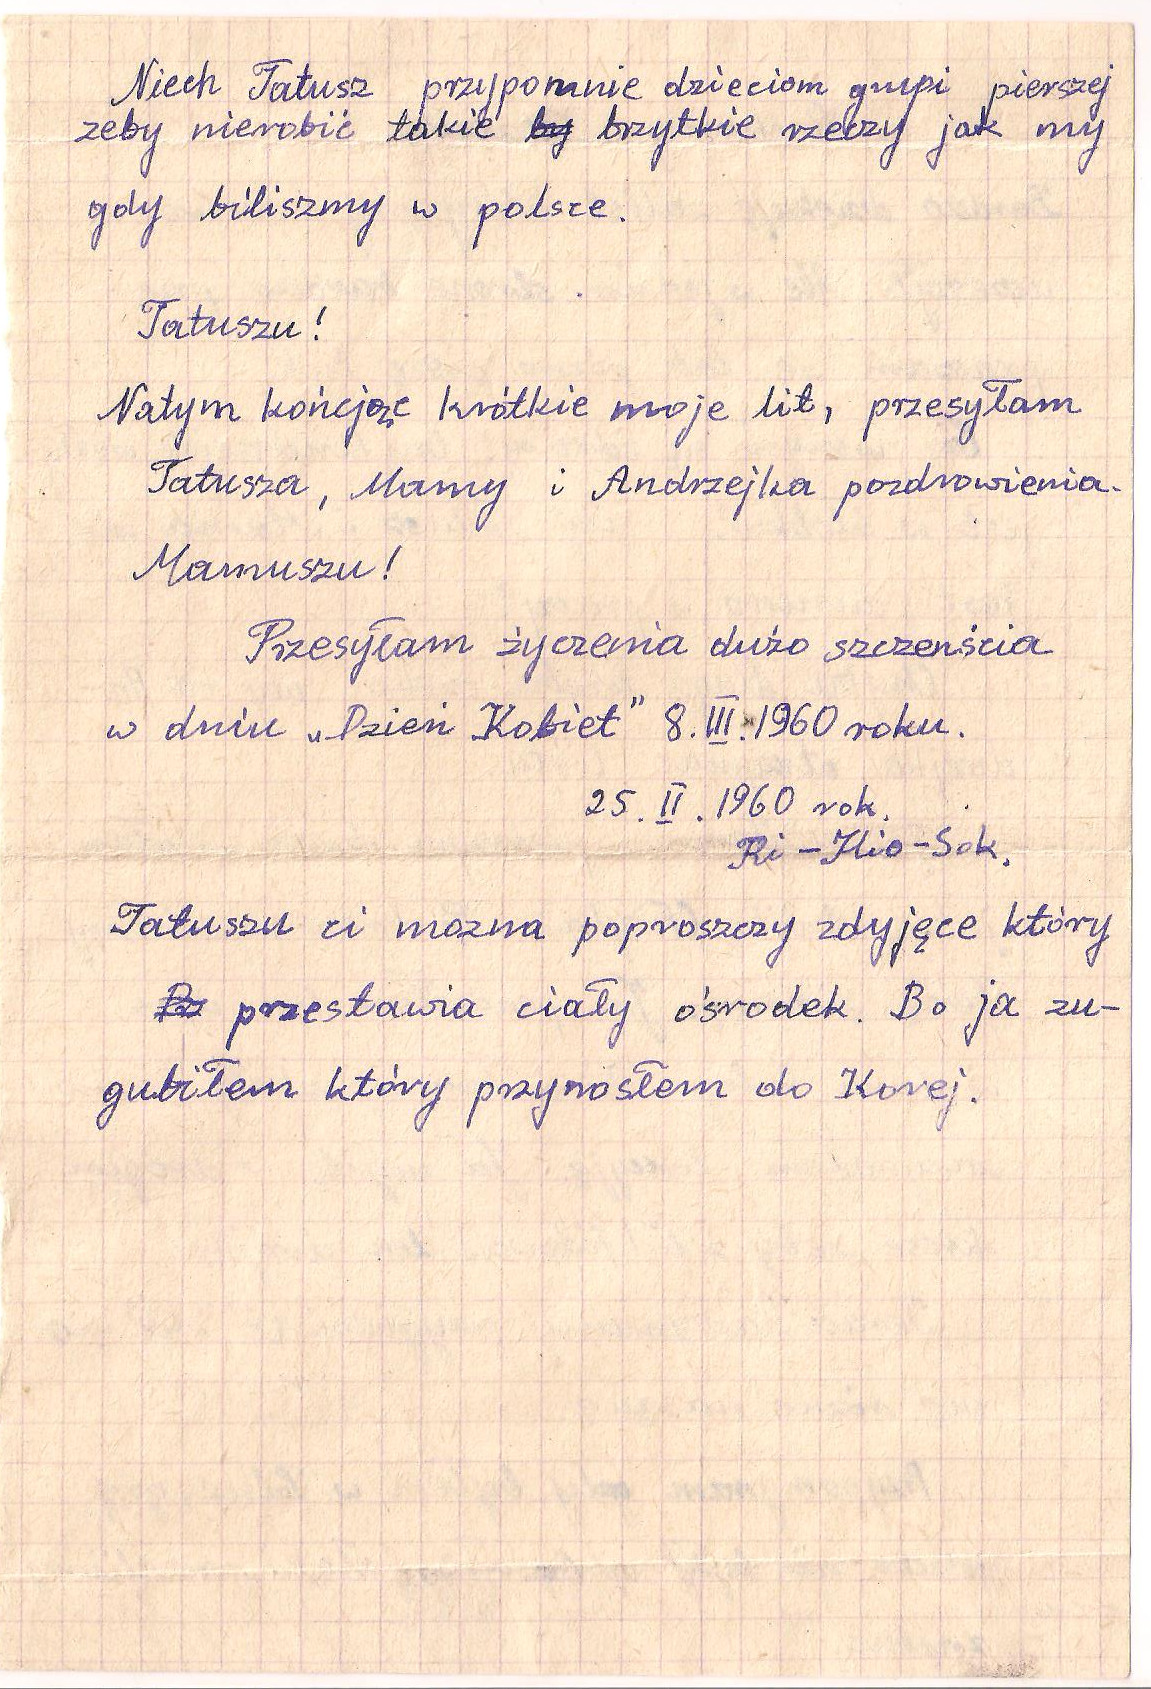 Niech Tatusz przypomnie dzieciom grupi pierszej
zeby nierobić takie by brzytkie rzeczy jak my
gdy biliszmy w polsce.
Tatuszu!
Natym kończąc krótkie moje lit, przesyłam
Tatusza, Mamy i Andrzejka pozdrowienia.
Mamuszu!
Przesyłam życzenia dużo szczenścia
w dniu „Dzień Kobiet" 8.III.1960 roku.
25.II.1960 rok.
Ri-Hio-Sok.
Tatuszu ci mozna poproszczy zdyjęce który
Pz przestawia ciały ośrodek. Bo ja zu-
gubiłem który przynosłem do Korej.